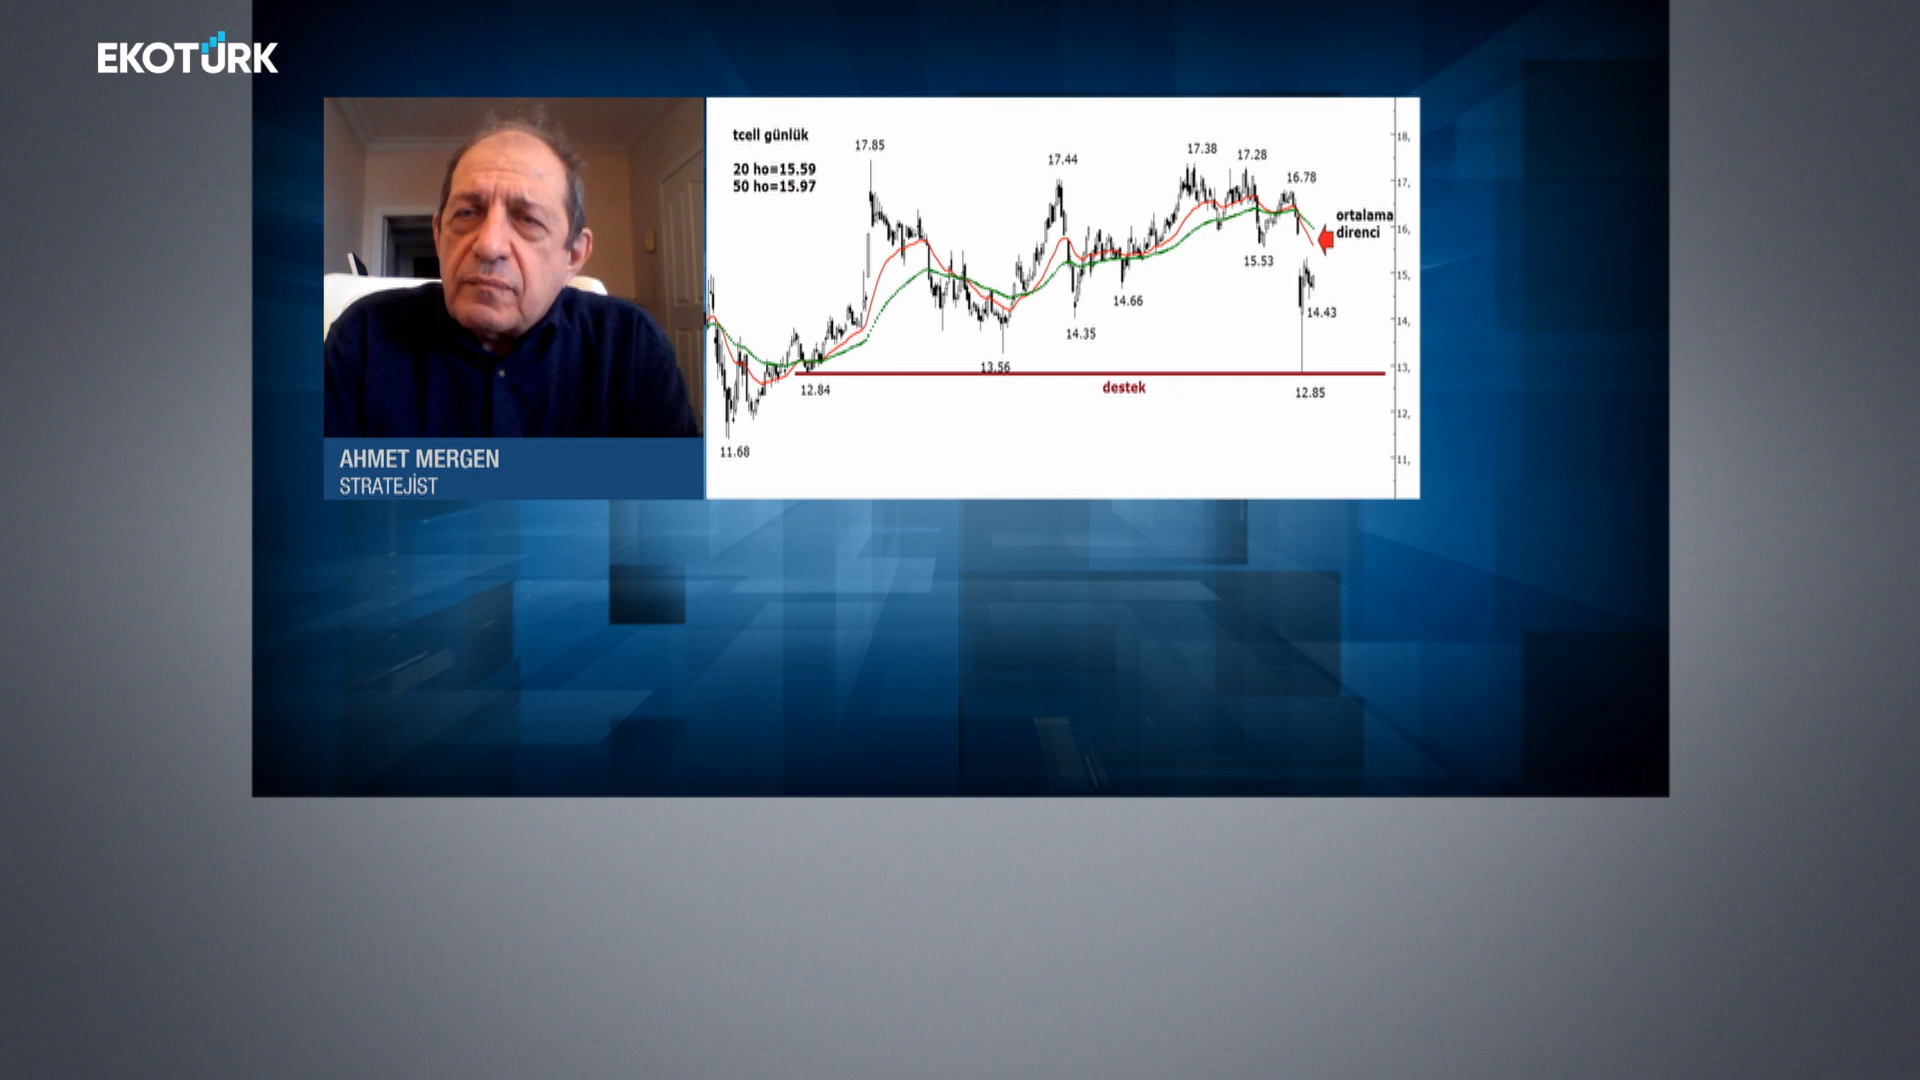 EKOTÜRK
AHMET MERGEN
STRATEJİST
tcell günlük
20 ho=15.59
50 ho=15.97
17.85
17.44
17.38
17.28
16.78
ortalama
direnci
15.53
14.66
14.35
14.43
13.56
12.84
destek
12.85
11.68
18,
17,
16,
15,
14,
13,
12,
11,